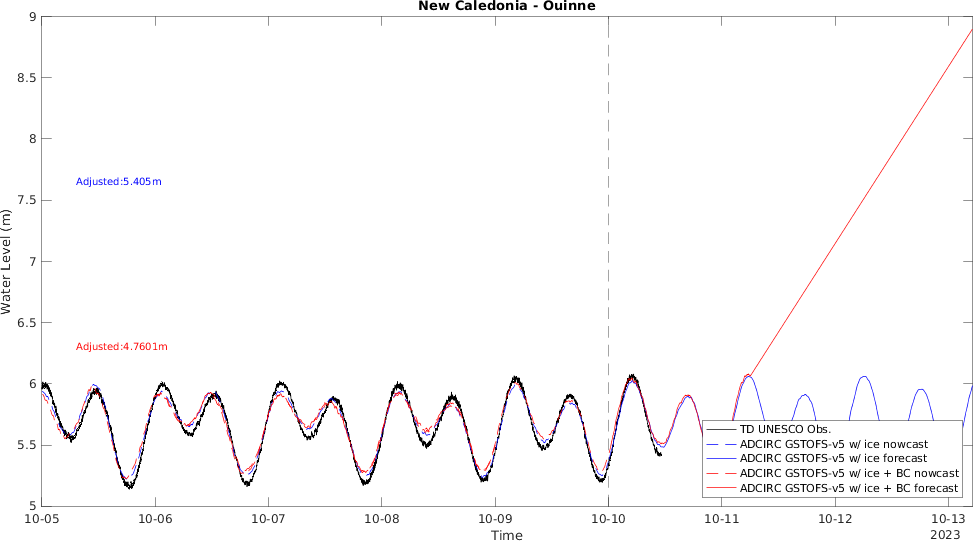 New Caledonia - Ouinne
9
8.5
8
7.5
7
6.5
6
5.5
5
Water Level (m)
Adjusted:5.405m
Adjusted:4.7601m
TD UNESCO Obs.
ADCIRC GSTOFS-v5 w/ ice nowcast
ADCIRC GSTOFS-v5 w/ ice forecast
ADCIRC GSTOFS-v5 w/ ice + BC nowcast
ADCIRC GSTOFS-v5 w/ ice + BC forecast
10-05 10-06 10-07 10-08 10-09 10-10 10-11 10-12 10-13
Time
2023